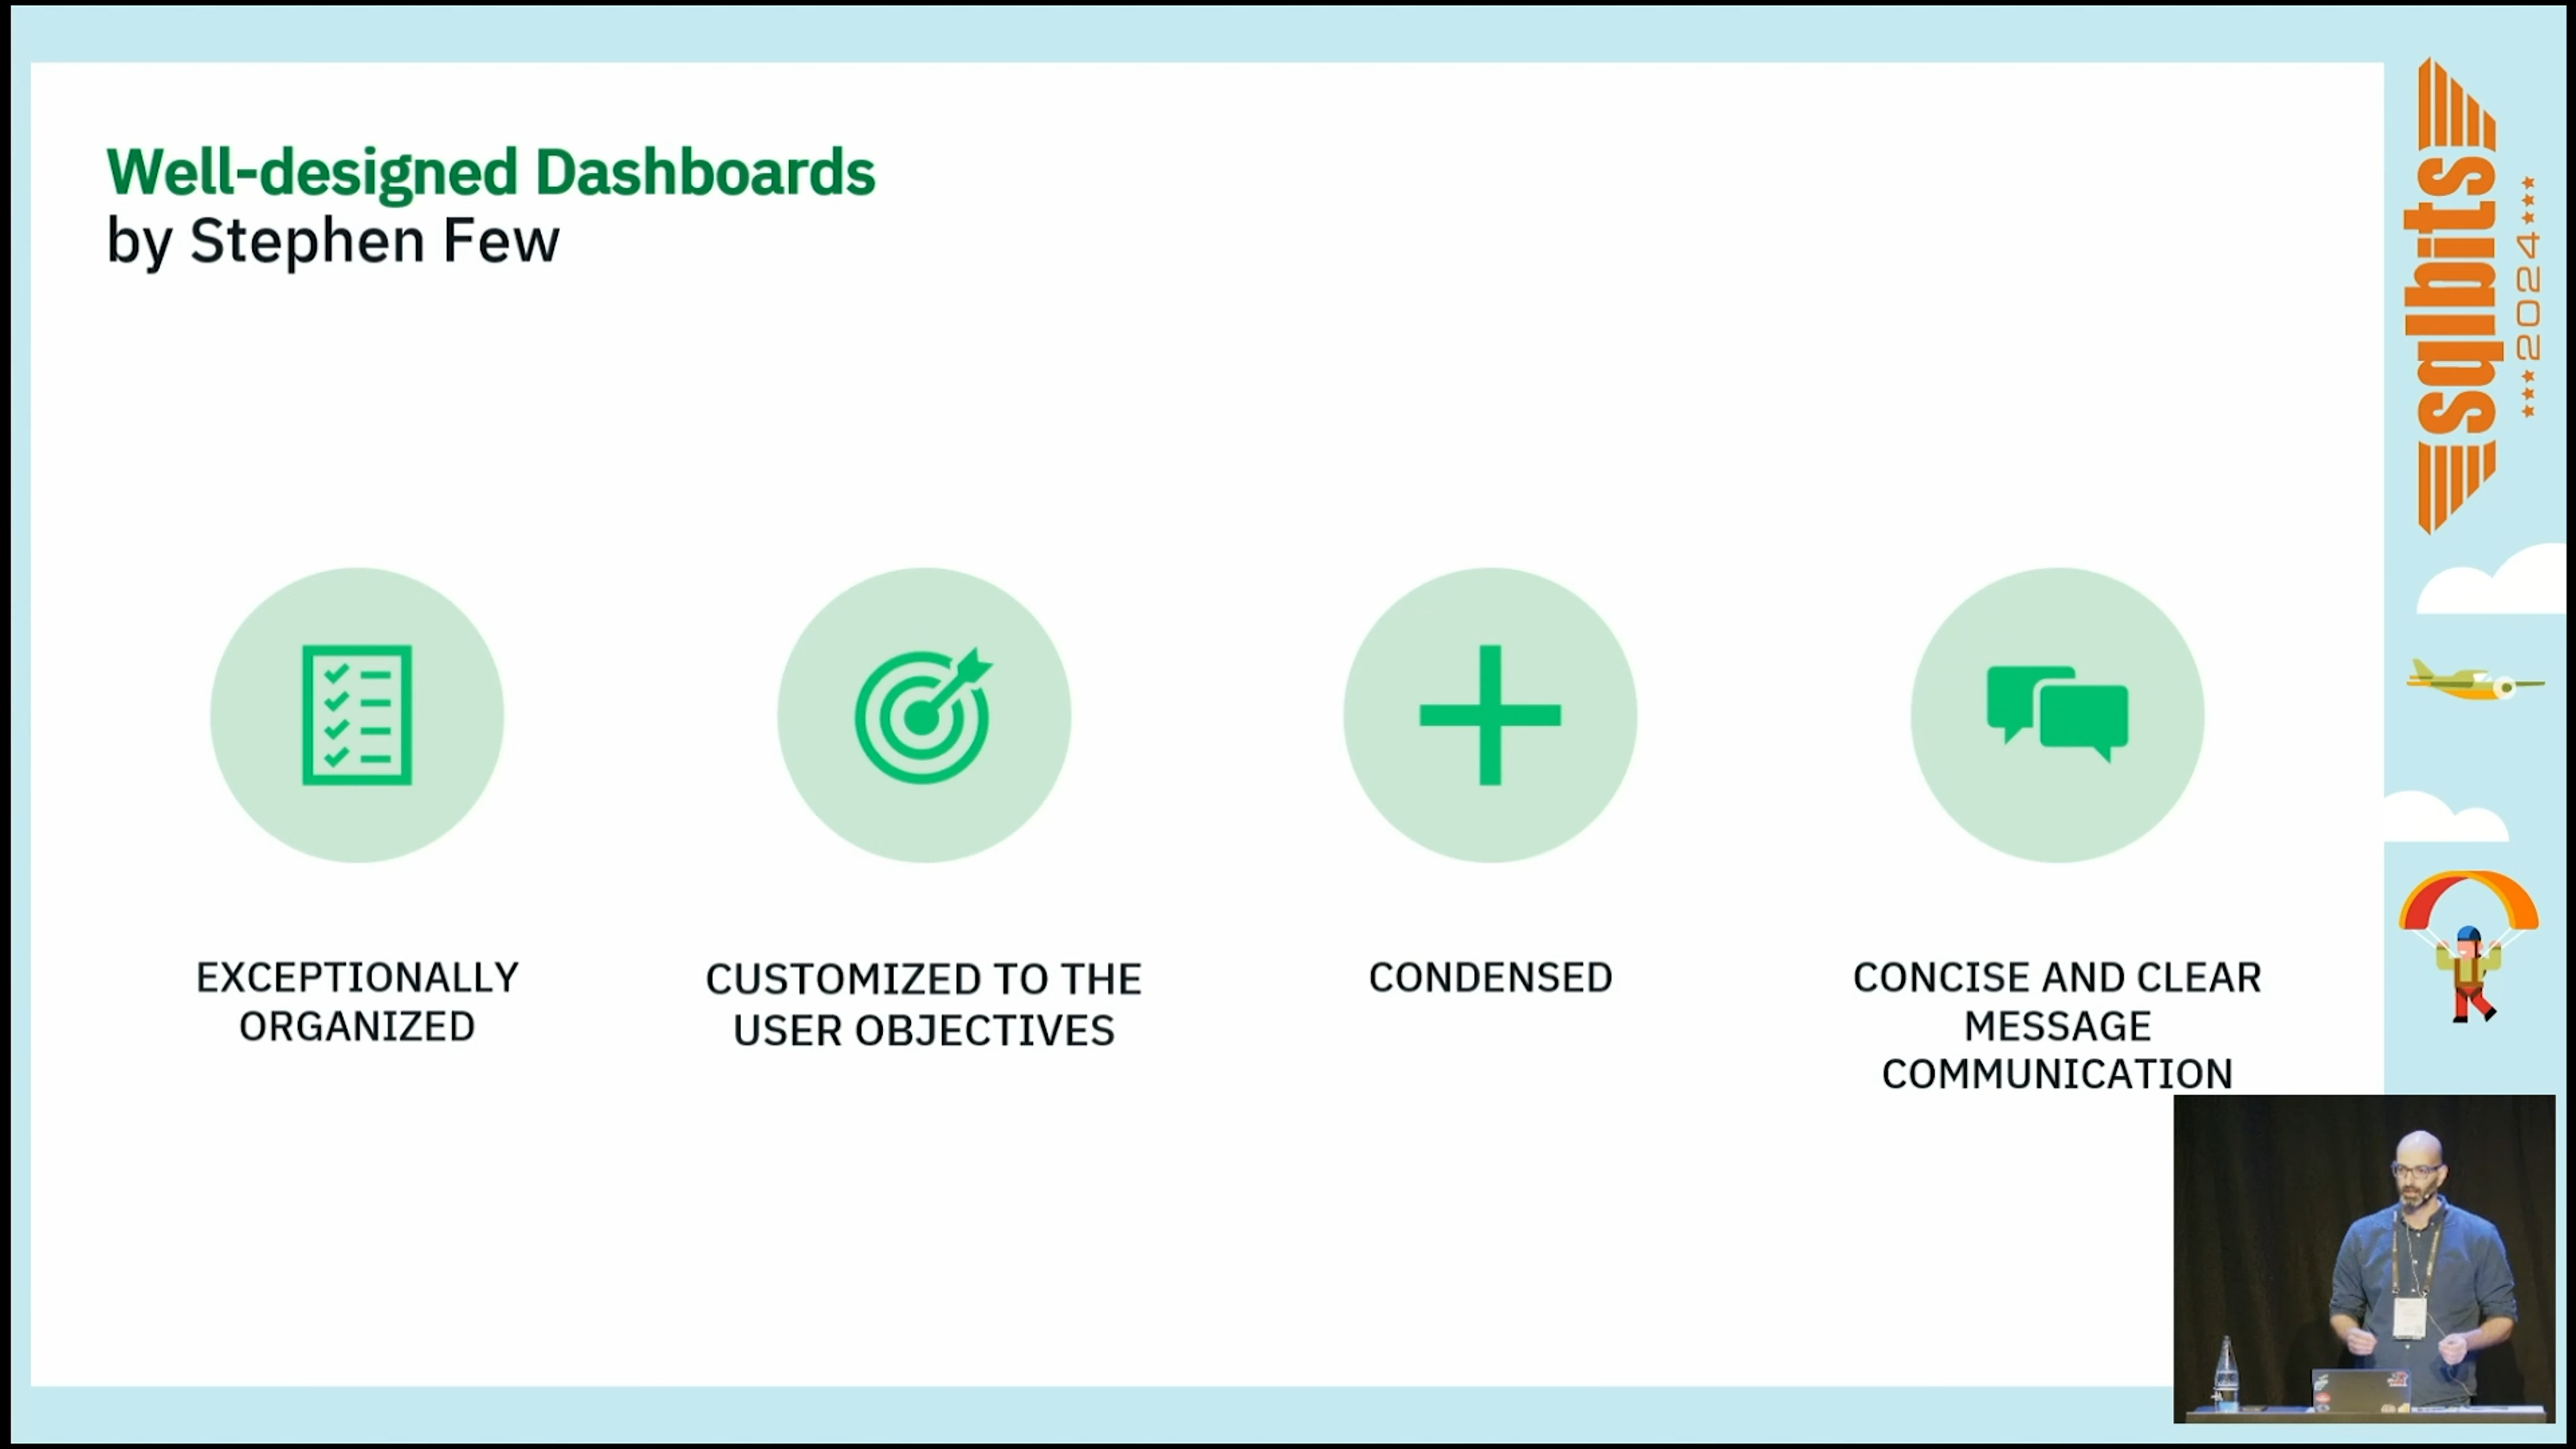 Well-designed Dashboards
by Stephen Few
EXCEPTIONALLY
ORGANIZED
CUSTOMIZED TO THE
USER OBJECTIVES
CONDENSED
CONCISE AND CLEAR
MESSAGE
COMMUNICATION
sqlbits
2024